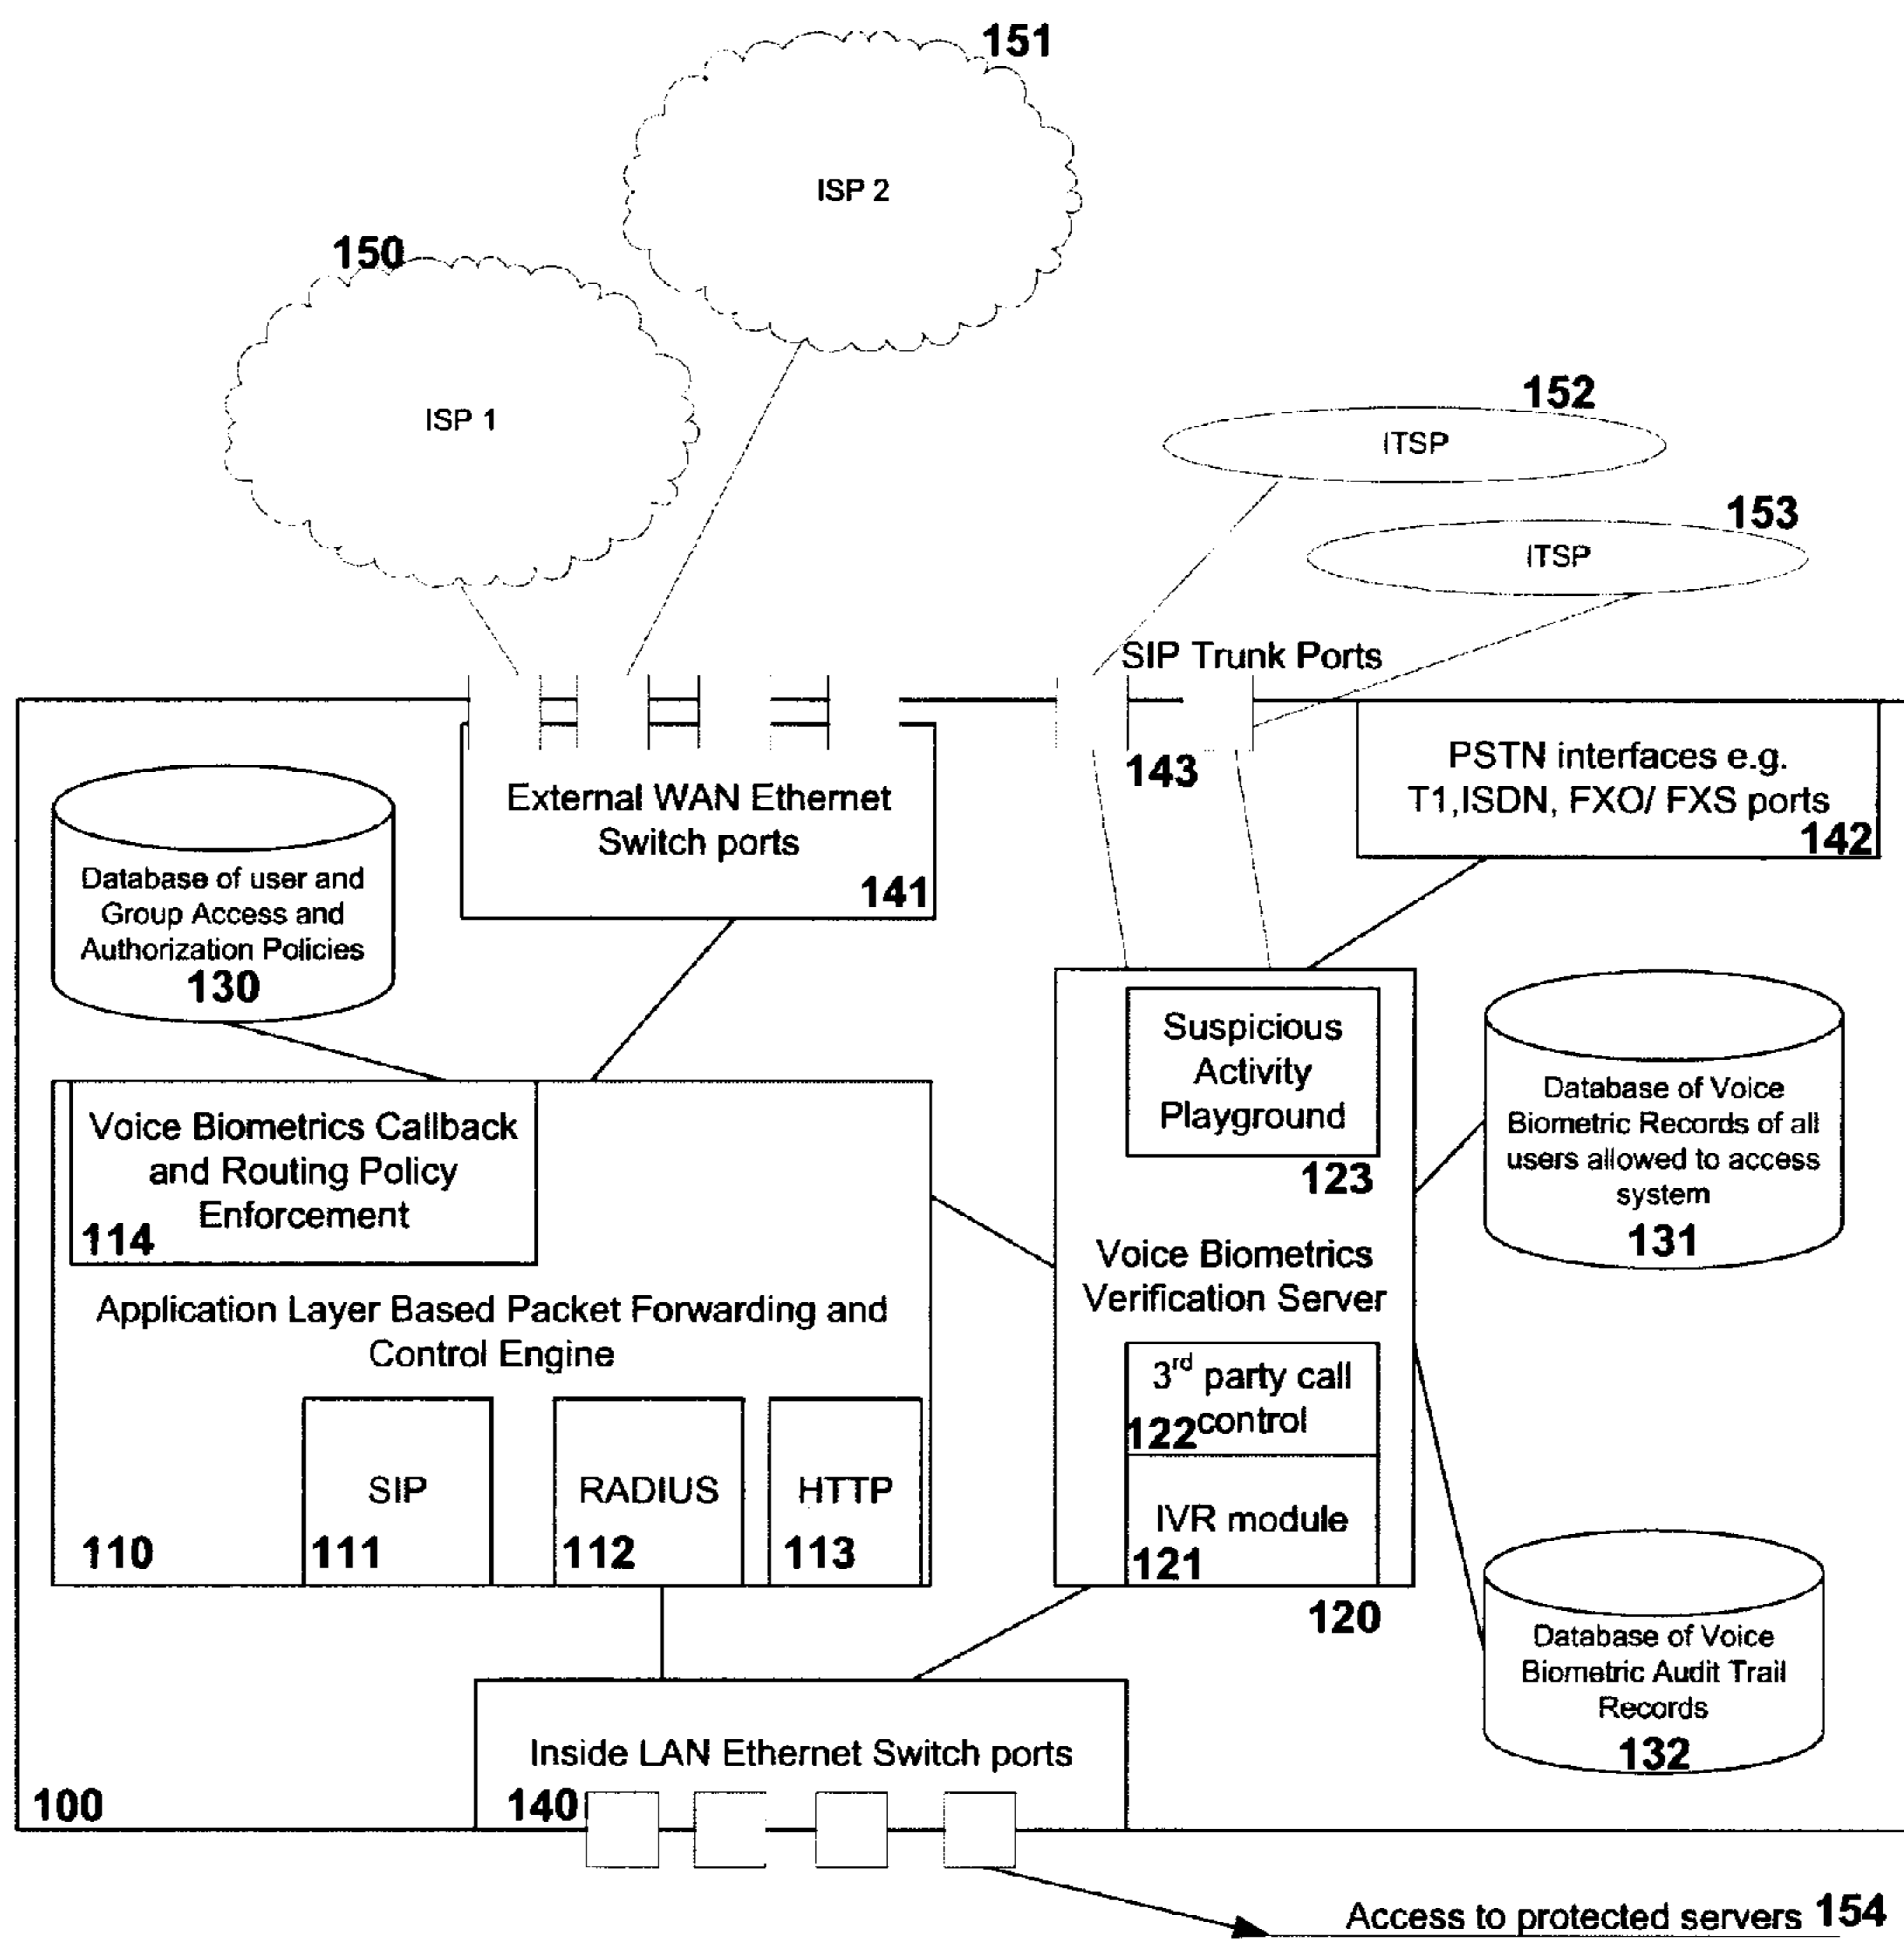 151
ISP 2
150
ISP 1
152
ITSP
153
ITSP
SIP Trunk Ports
143
PSTN interfaces e.g.
T1,ISDN, FXO/ FXS ports
142
External WAN Ethernet
Switch ports
141
Database of user and
Group Access and
Authorization Policies
130
Suspicious
Activity
Playground
123
Voice Biometrics
Verification Server
3rd party call
control
122
IVR module
121
120
Database of Voice
Biometric Records of all
users allowed to access
system
131
Voice Biometrics Callback
and Routing Policy
Enforcement
114
Application Layer Based Packet Forwarding and
Control Engine
SIP
RADIUS
HTTP
110
111
112
113
Database of Voice
Biometric Audit Trail
Records
132
Inside LAN Ethernet Switch ports
140
100
Access to protected servers 154